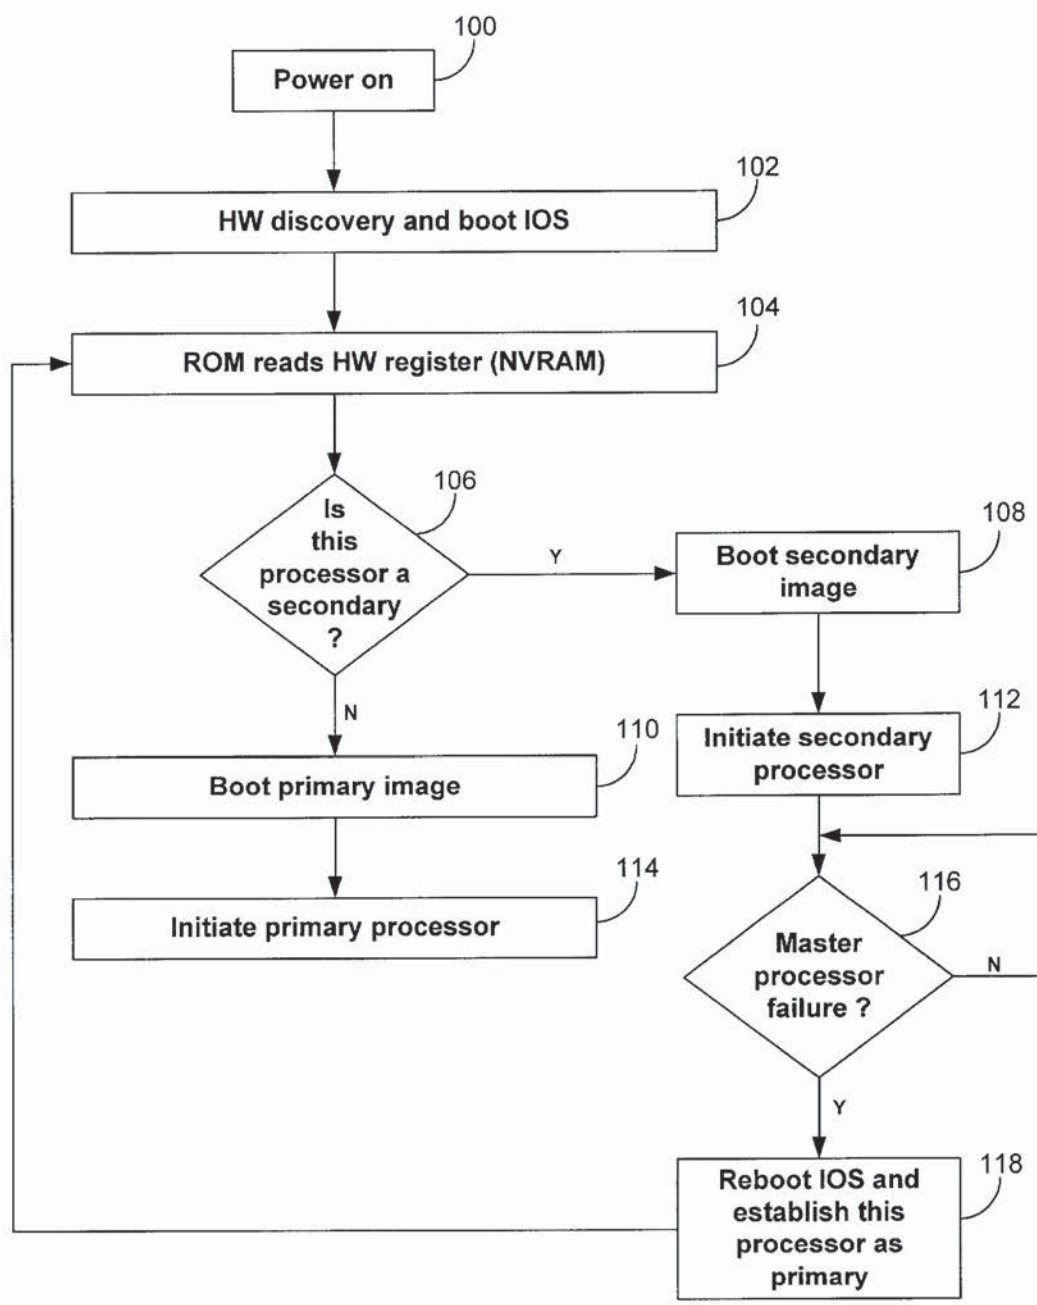 100
Power on
102
HW discovery and boot IOS
104
ROM reads HW register (NVRAM)
106
Is
this
processor a
secondary
?
Y
108
Boot secondary
image
N
110
Boot primary image
112
Initiate secondary
processor
114
Initiate primary processor
116
Master
processor
failure ?
N
Y
118
Reboot IOS and
establish this
processor as
primary